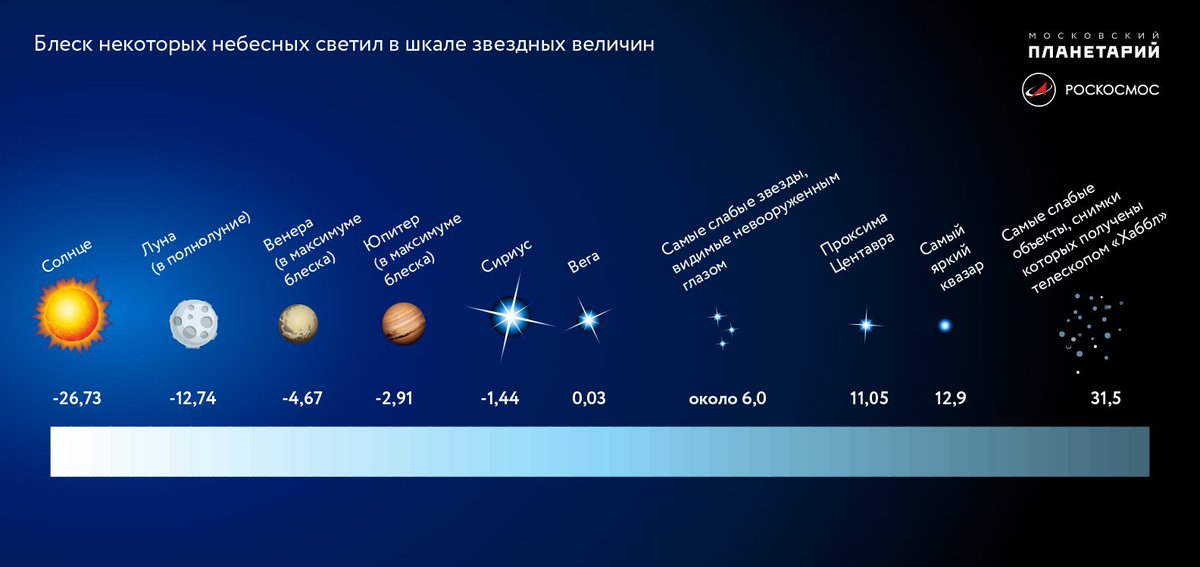 Блеск некоторых небесных светил в шкале звездных величин
МОСКОВСКИЙ
ПЛАНЕТАРИЙ
РОСКОСМОС
Солнце
Луна
(в полнолуние)
Венера
(в максимуме
блеска)
Юпитер
(в максимуме
блеска)
Сириус
Вега
Самые слабые звезды,
видимые невооруженным
глазом
Проксима
Центавра
Самый
яркий
квазар
Самые слабые
объекты, снимки
которых получены
телескопом «Хаббл»
-26,73
-12,74
-4,67
-2,91
-1,44
0,03
около 6,0
11,05
12,9
31,5